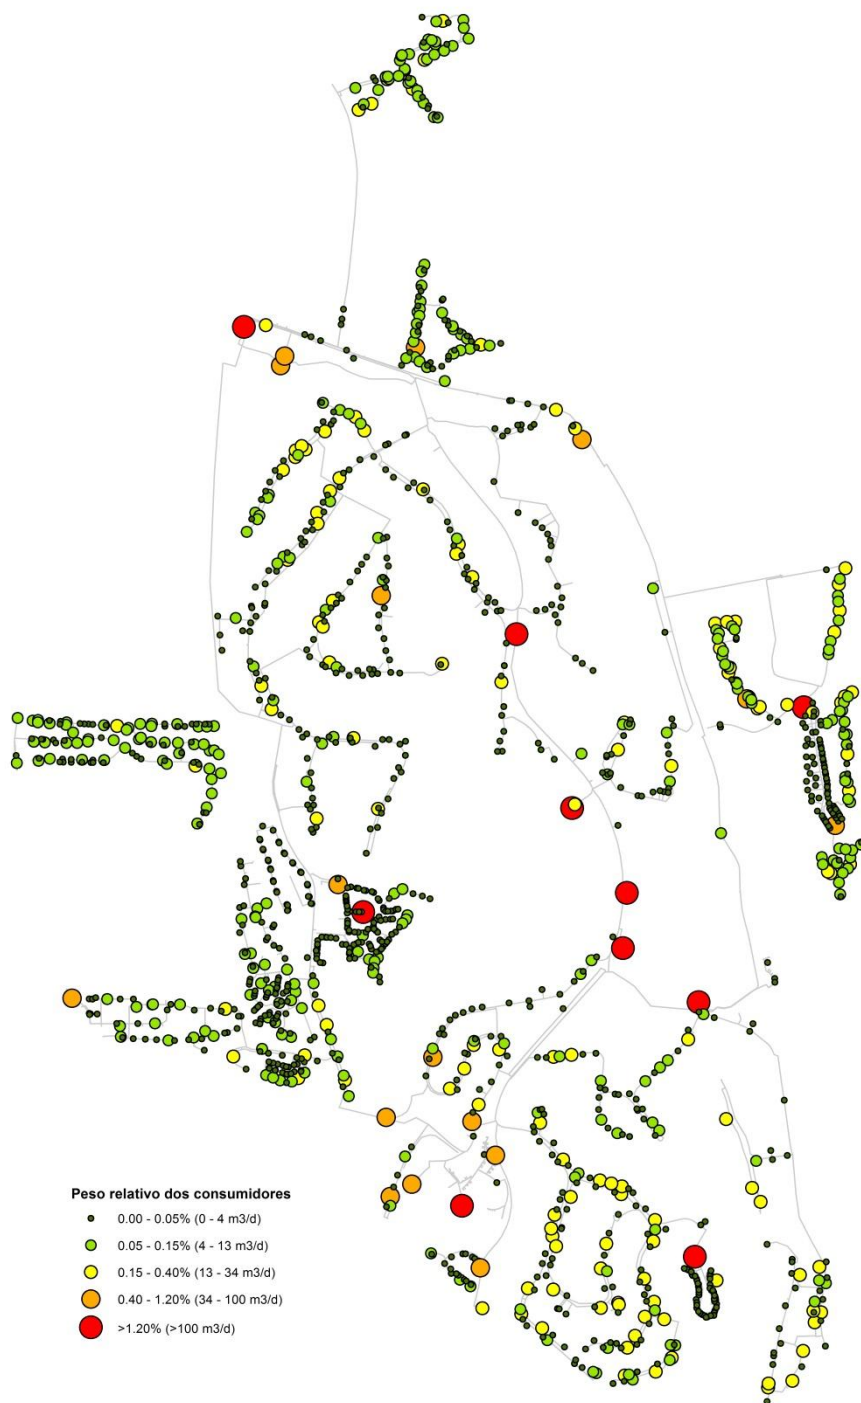 Peso relativo dos consumidores
0.00 - 0.05% (0 - 4 m3/d)
0.05 - 0.15% (4 - 13 m3/d)
0.15 - 0.40% (13 - 34 m3/d)
0.40 - 1.20% (34 - 100 m3/d)
>1.20% (>100 m3/d)